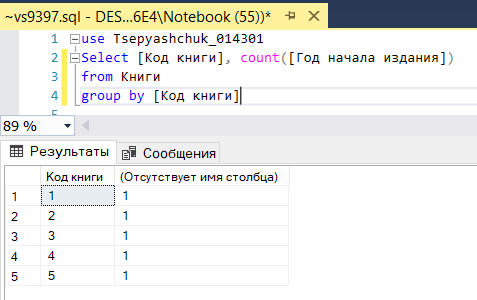 ~vs9397.sql - DES...6E4\Notebook (55))*
1 use Tsepyashchuk_014301
2 Select [Код книги], count([Год начала издания])
3 from Книги
4 group by [Код книги]
89 %
Результаты Сообщения
Код книги (Отсутствует имя столбца)
1 1 1
2 2 1
3 3 1
4 4 1
5 5 1